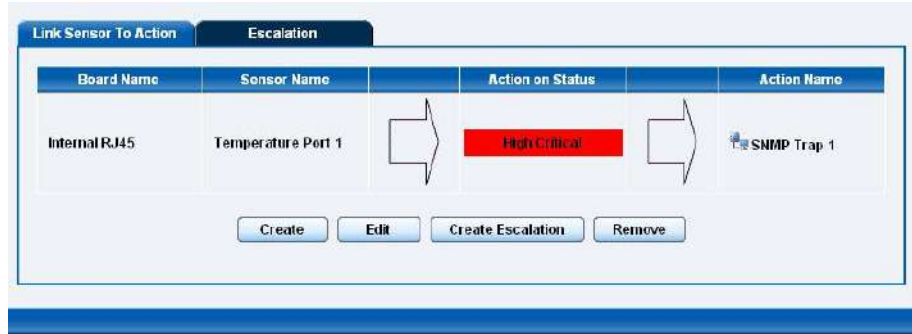 Link Sensor To Action Escalation
Board Name Sensor Name Action on Status Action Name
Internal RJ45 Temperature Port 1 High Critical SNMP Trap 1
Create Edit Create Escalation Remove